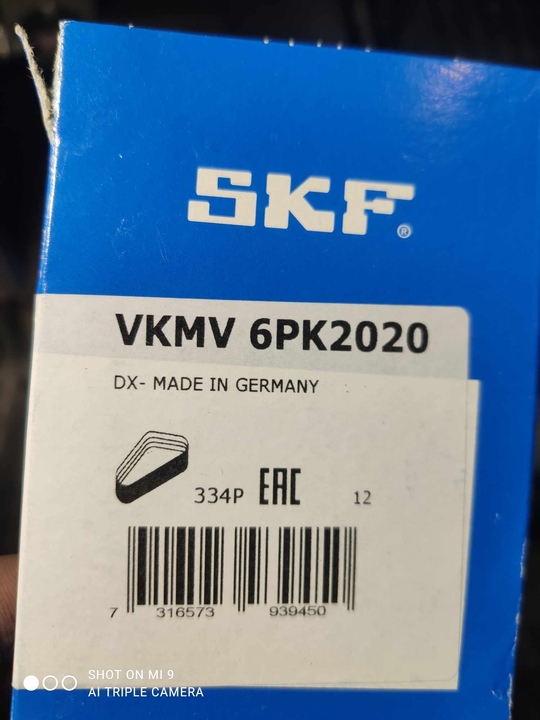 SKF®
VKMV 6PK2020
DX- MADE IN GERMANY
334P EAC 12
7 316573 939450
SHOT ON MI 9
AI TRIPLE CAMERA